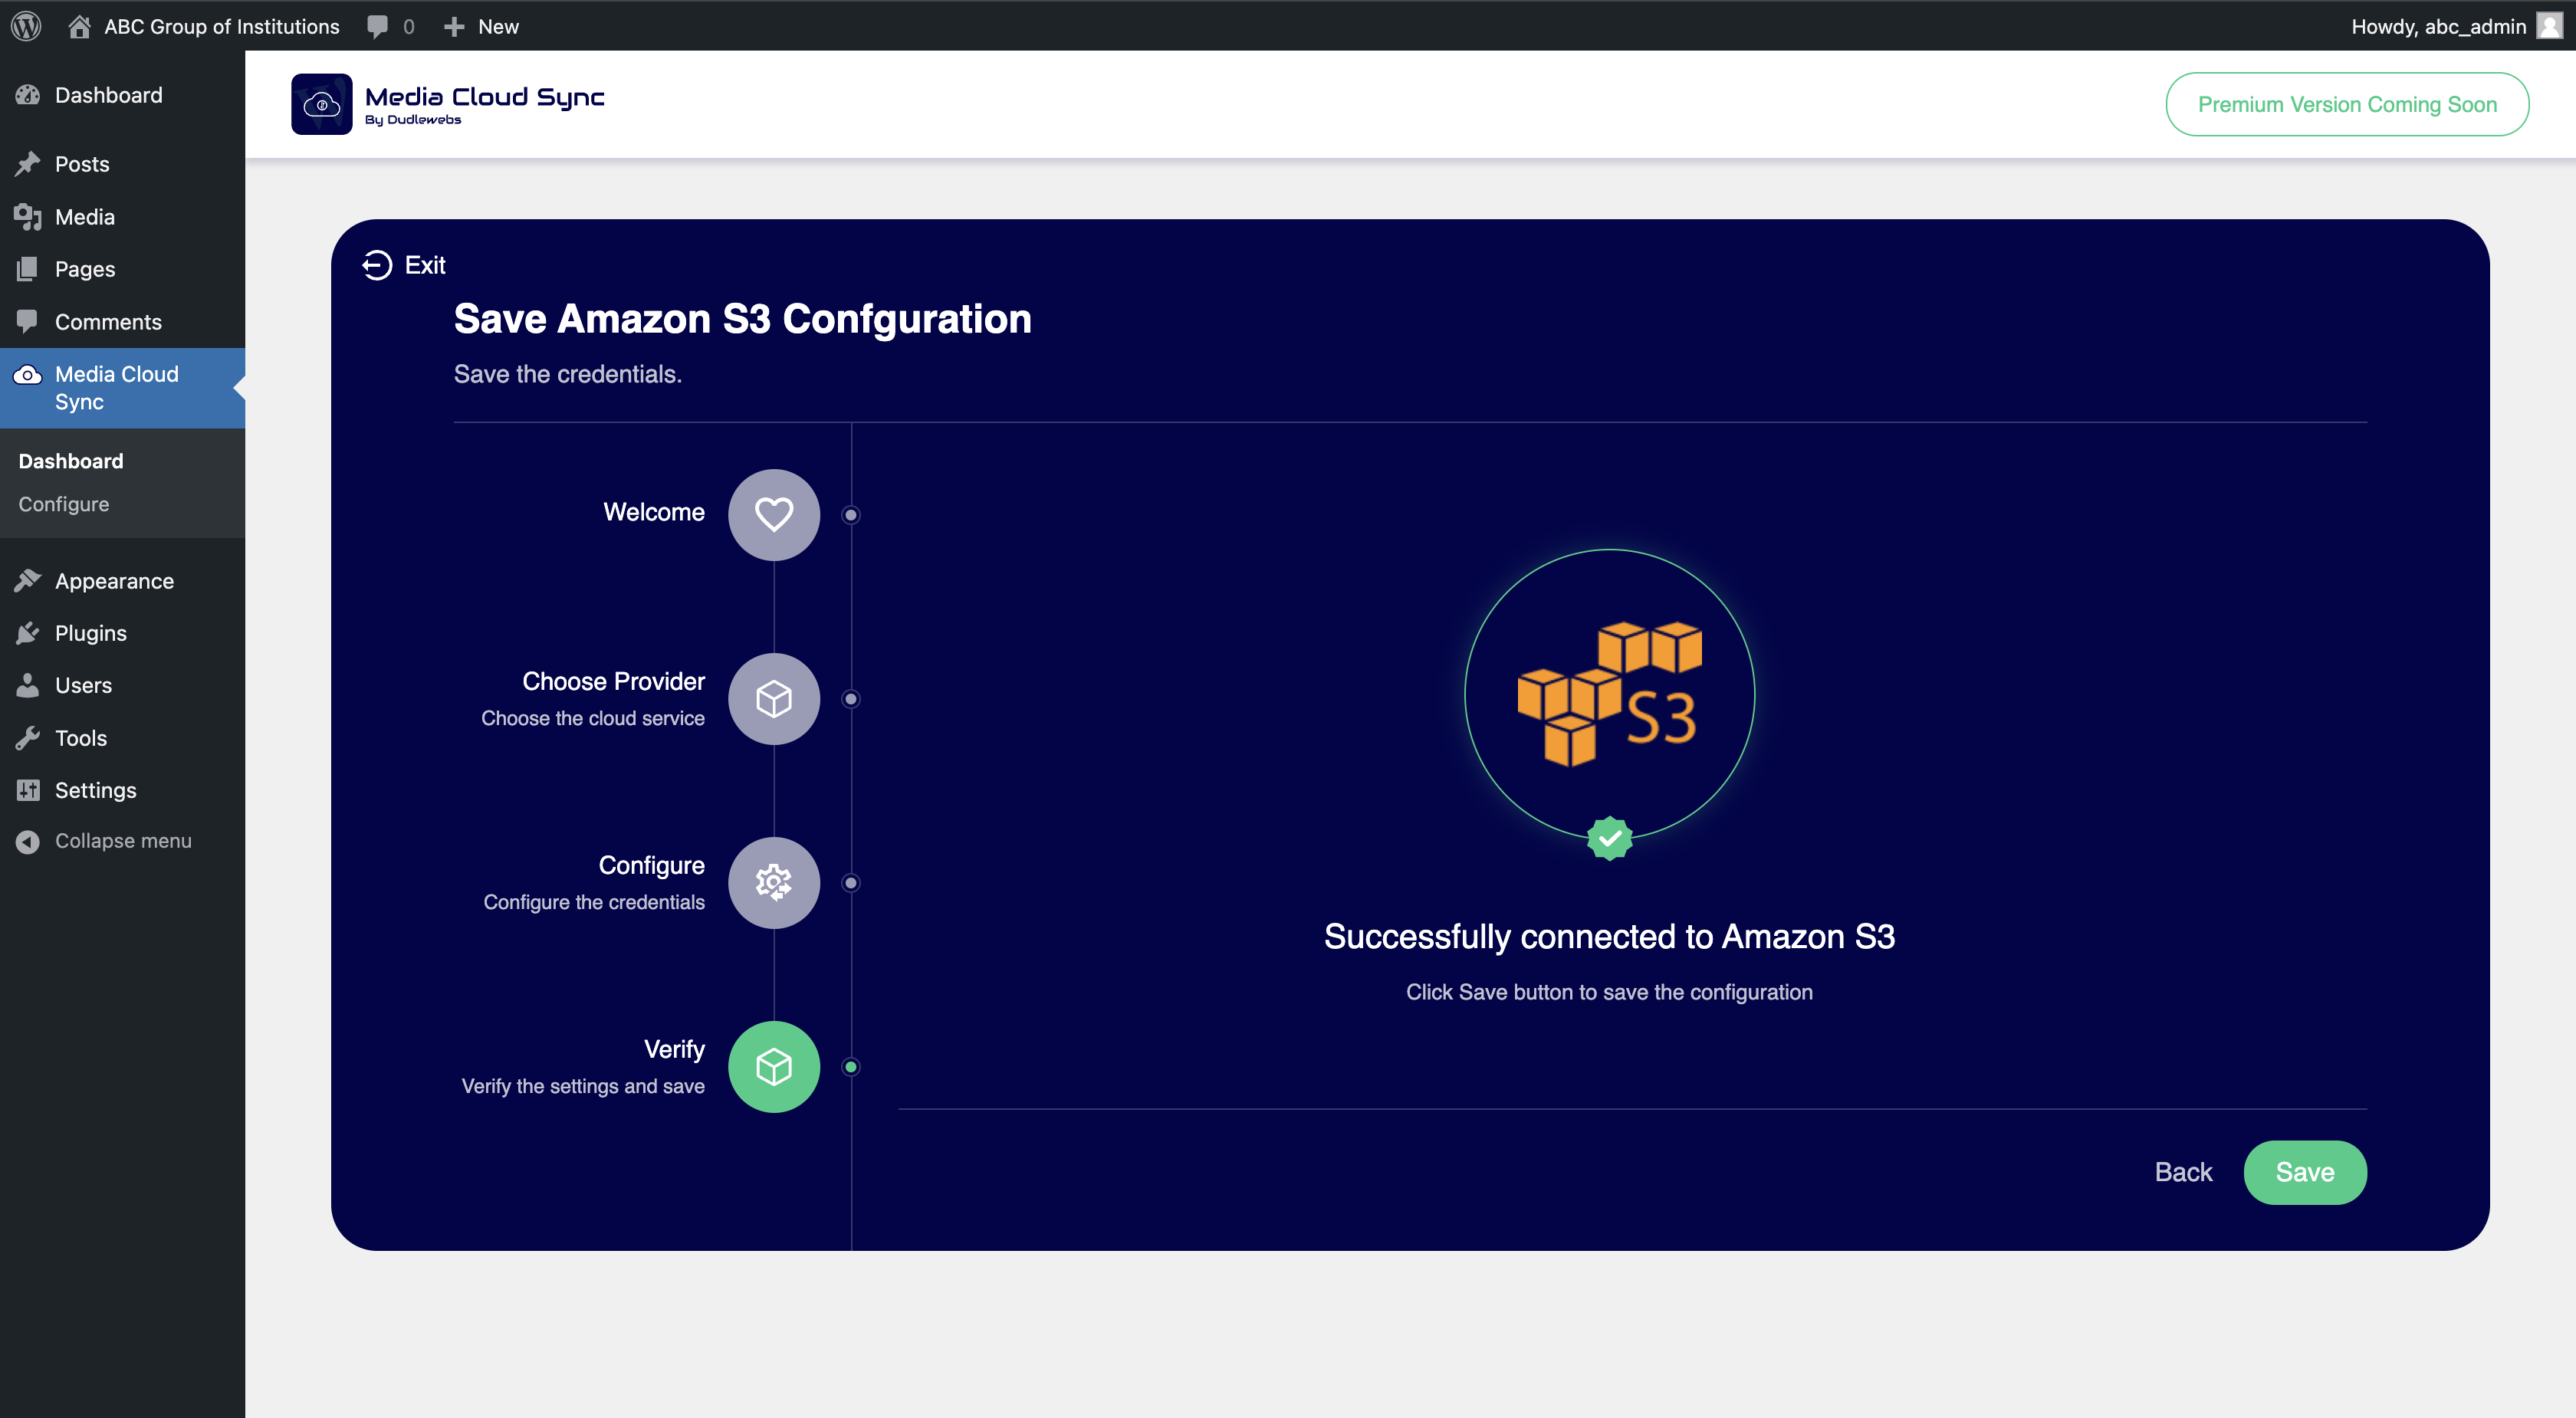 ABC Group of Institutions
0
New
Howdy, abc_admin
Dashboard
Posts
Media
Pages
Comments
Media Cloud
Sync
Dashboard
Configure
Appearance
Plugins
Users
Tools
Settings
Collapse menu
Media Cloud Sync
By Dudlewebs
Premium Version Coming Soon
Exit
Save Amazon S3 Confguration
Save the credentials.
Welcome
Choose Provider
Choose the cloud service
Configure
Configure the credentials
Verify
Verify the settings and save
S3
Successfully connected to Amazon S3
Click Save button to save the configuration
Back
Save